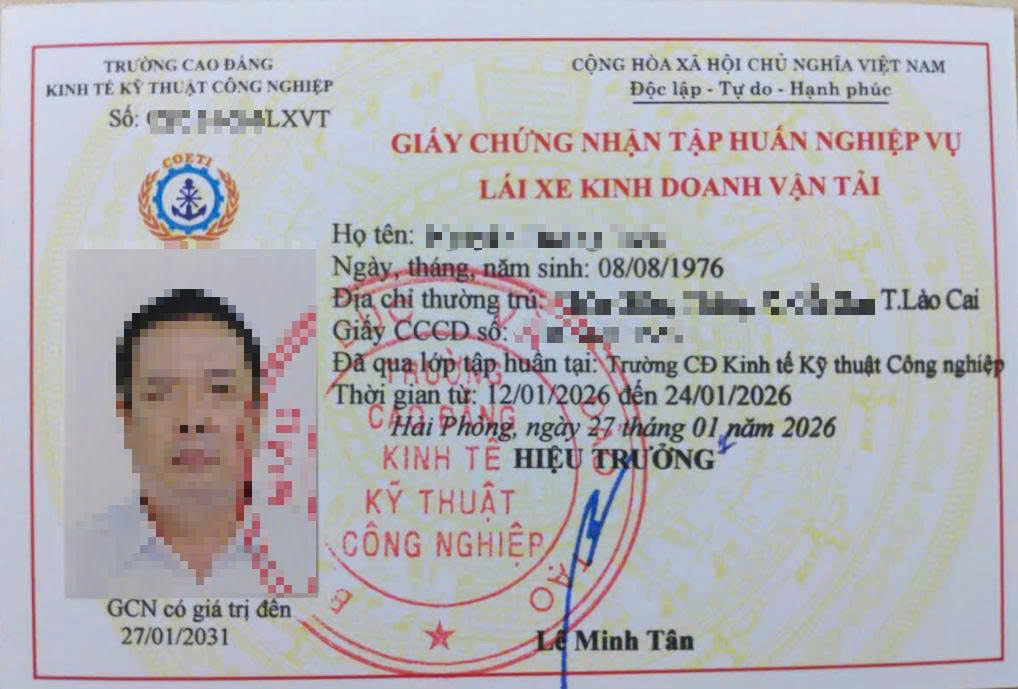 TRƯỜNG CAO ĐẲNG
KINH TẾ KỸ THUẬT CÔNG NGHIỆP
Số: LXVT
CỘNG HÒA XÃ HỘI CHỦ NGHĨA VIỆT NAM
Độc lập - Tự do - Hạnh phúc
GIẤY CHỨNG NHẬN TẬP HUẤN NGHIỆP VỤ
LÁI XE KINH DOANH VẬN TẢI
COETI
Họ tên:
Ngày, tháng, năm sinh: 08/08/1976
Địa chỉ thường trú: T.Lào Cai
Giấy CCCD số:
Đã qua lớp tập huấn tại: Trường CĐ Kinh tế Kỹ thuật Công nghiệp
Thời gian từ: 12/01/2026 đến 24/01/2026
Hải Phòng, ngày 27 tháng 01 năm 2026
HIỆU TRƯỞNG
TRƯỜNG
CAO ĐẲNG
KINH TẾ
KỸ THUẬT
CÔNG NGHIỆP
GCN có giá trị đến
27/01/2031
Lê Minh Tân